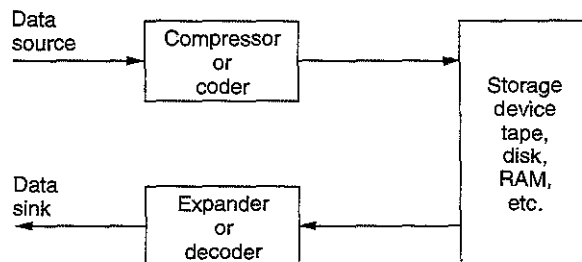 Data
source
Compressor
or
coder
Storage
device
tape,
disk,
RAM,
etc.
Data
sink
Expander
or
decoder